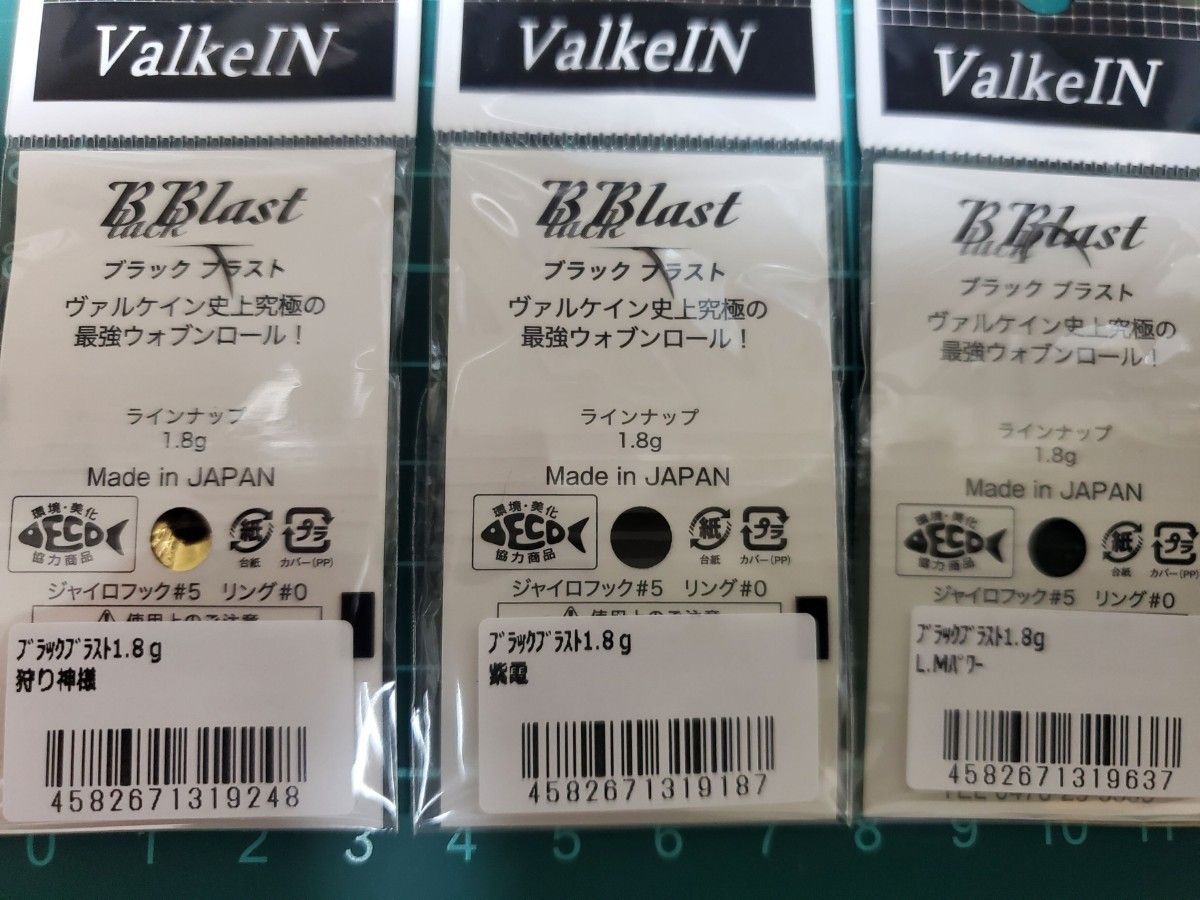 ValkeIN
Black Blast
ブラック ブラスト
ヴァルケイン史上究極の
最強ウォブンロール！
ラインナップ
1.8g
Made in JAPAN
環境・美化
ECO
協力商品
紙
台紙
プラ
カバー(PP)
ジャイロフック#5 リング#0
使用上のご注意
ﾌﾞﾗｯｸﾌﾞﾗｽﾄ1.8g
狩り神様
4582671319248
ValkeIN
Black Blast
ブラック ブラスト
ヴァルケイン史上究極の
最強ウォブンロール！
ラインナップ
1.8g
Made in JAPAN
環境・美化
ECO
協力商品
紙
台紙
プラ
カバー(PP)
ジャイロフック#5 リング#0
使用上のご注意
ﾌﾞﾗｯｸﾌﾞﾗｽﾄ1.8g
紫電
4582671319187
ValkeIN
Black Blast
ブラック ブラスト
ヴァルケイン史上究極の
最強ウォブンロール！
ラインナップ
1.8g
Made in JAPAN
環境・美化
ECO
協力商品
紙
台紙
プラ
カバー(PP)
ジャイロフック#5 リング#0
ﾌﾞﾗｯｸﾌﾞﾗｽﾄ1.8g
L.Mﾊﾟﾜｰ
4582671319637
0 1 2 3 4 5 6 7 8 9 10 11